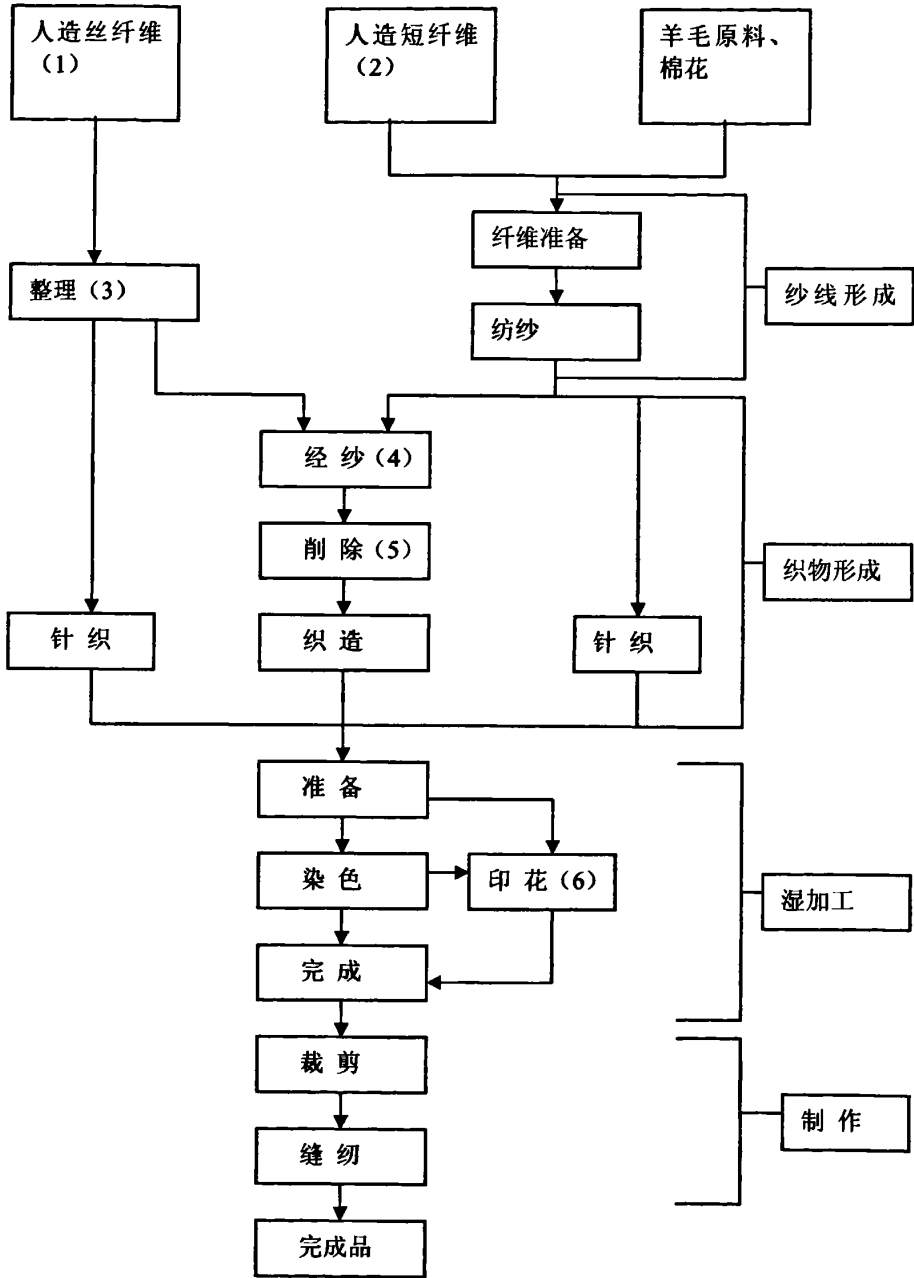 人造丝纤维
（1）
人造短纤维
（2）
羊毛原料、
棉花
纤维准备
整理（3）
纱线形成
纺纱
经 纱（4）
削 除（5）
织物形成
针 织
织 造
针 织
准 备
染 色
印 花（6）
湿加工
完 成
裁 剪
制 作
缝 纫
完成品